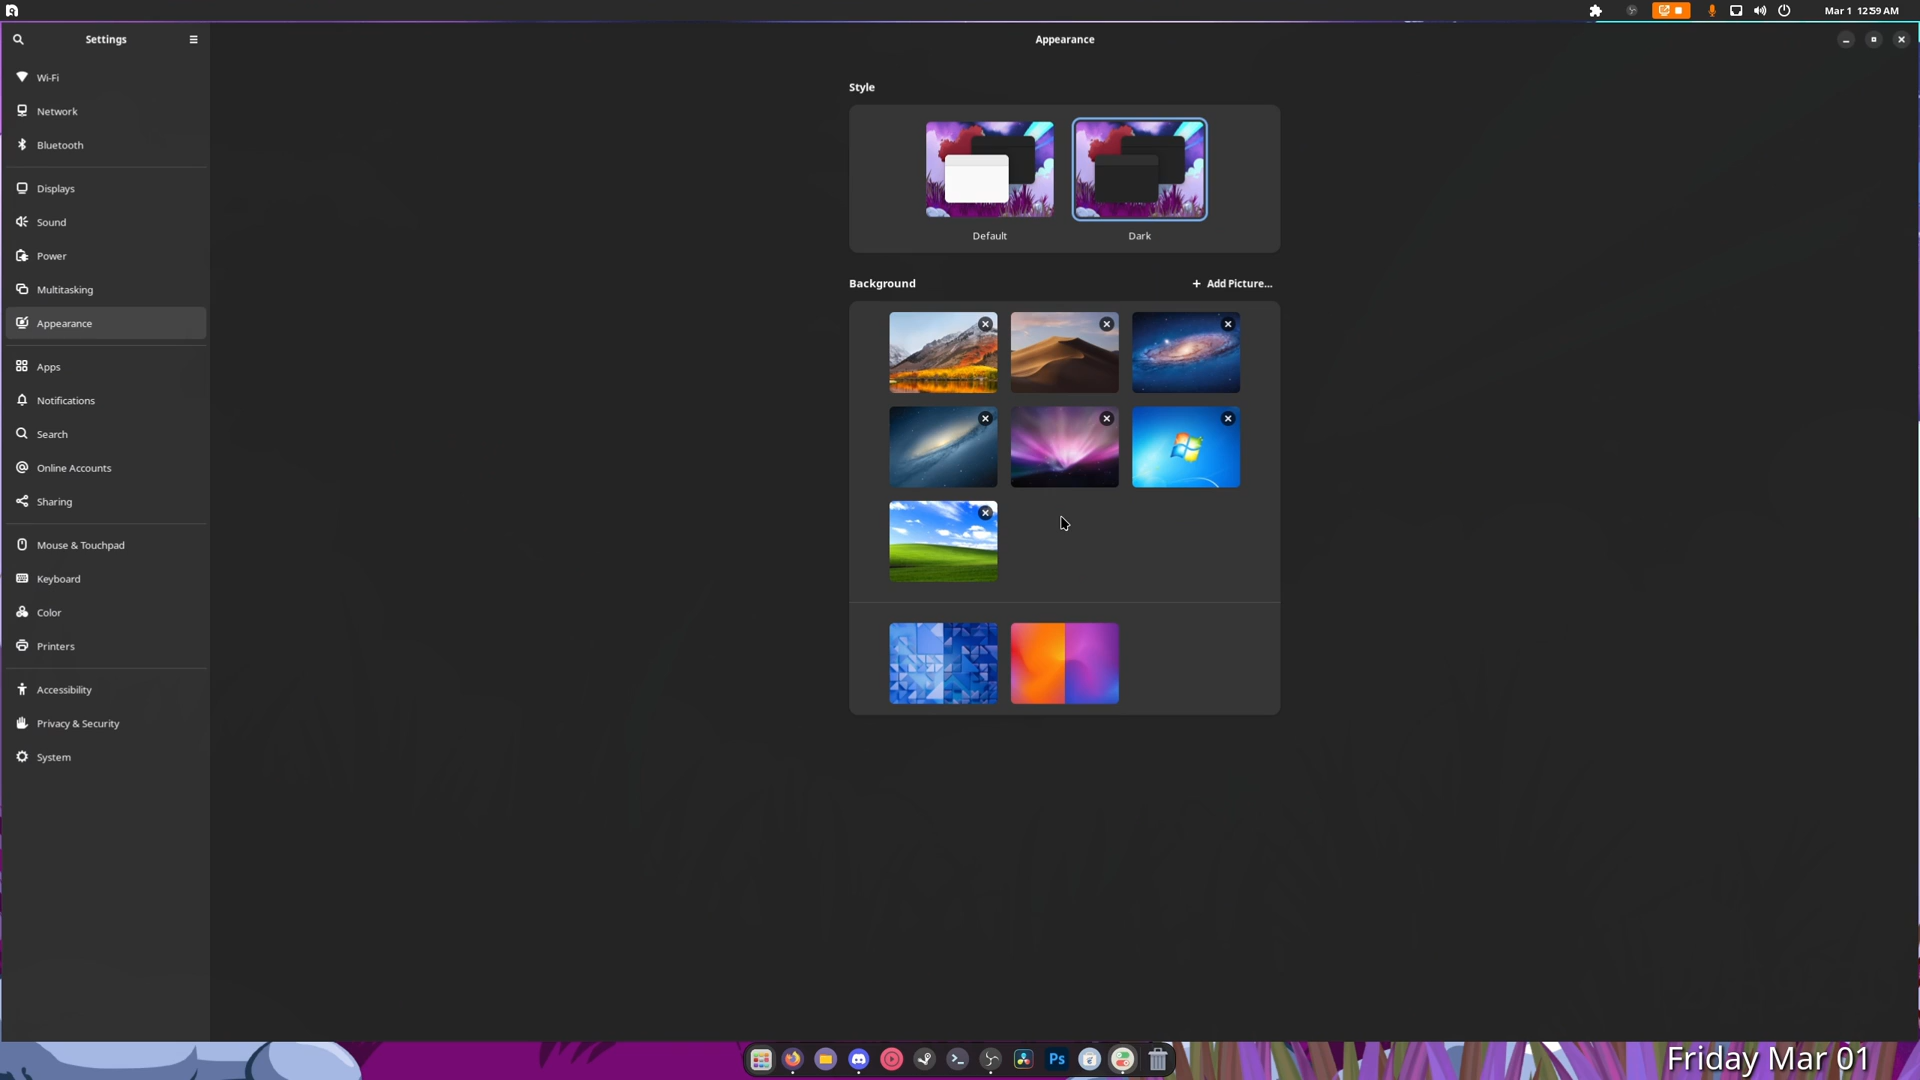 Mar 1 12:59 AM
Settings
Appearance
Wi-Fi
Network
Bluetooth
Displays
Sound
Power
Multitasking
Appearance
Apps
Notifications
Search
Online Accounts
Sharing
Mouse & Touchpad
Keyboard
Color
Printers
Accessibility
Privacy & Security
System
Style
Default
Dark
Background
+ Add Picture...
Ps
Friday Mar 01